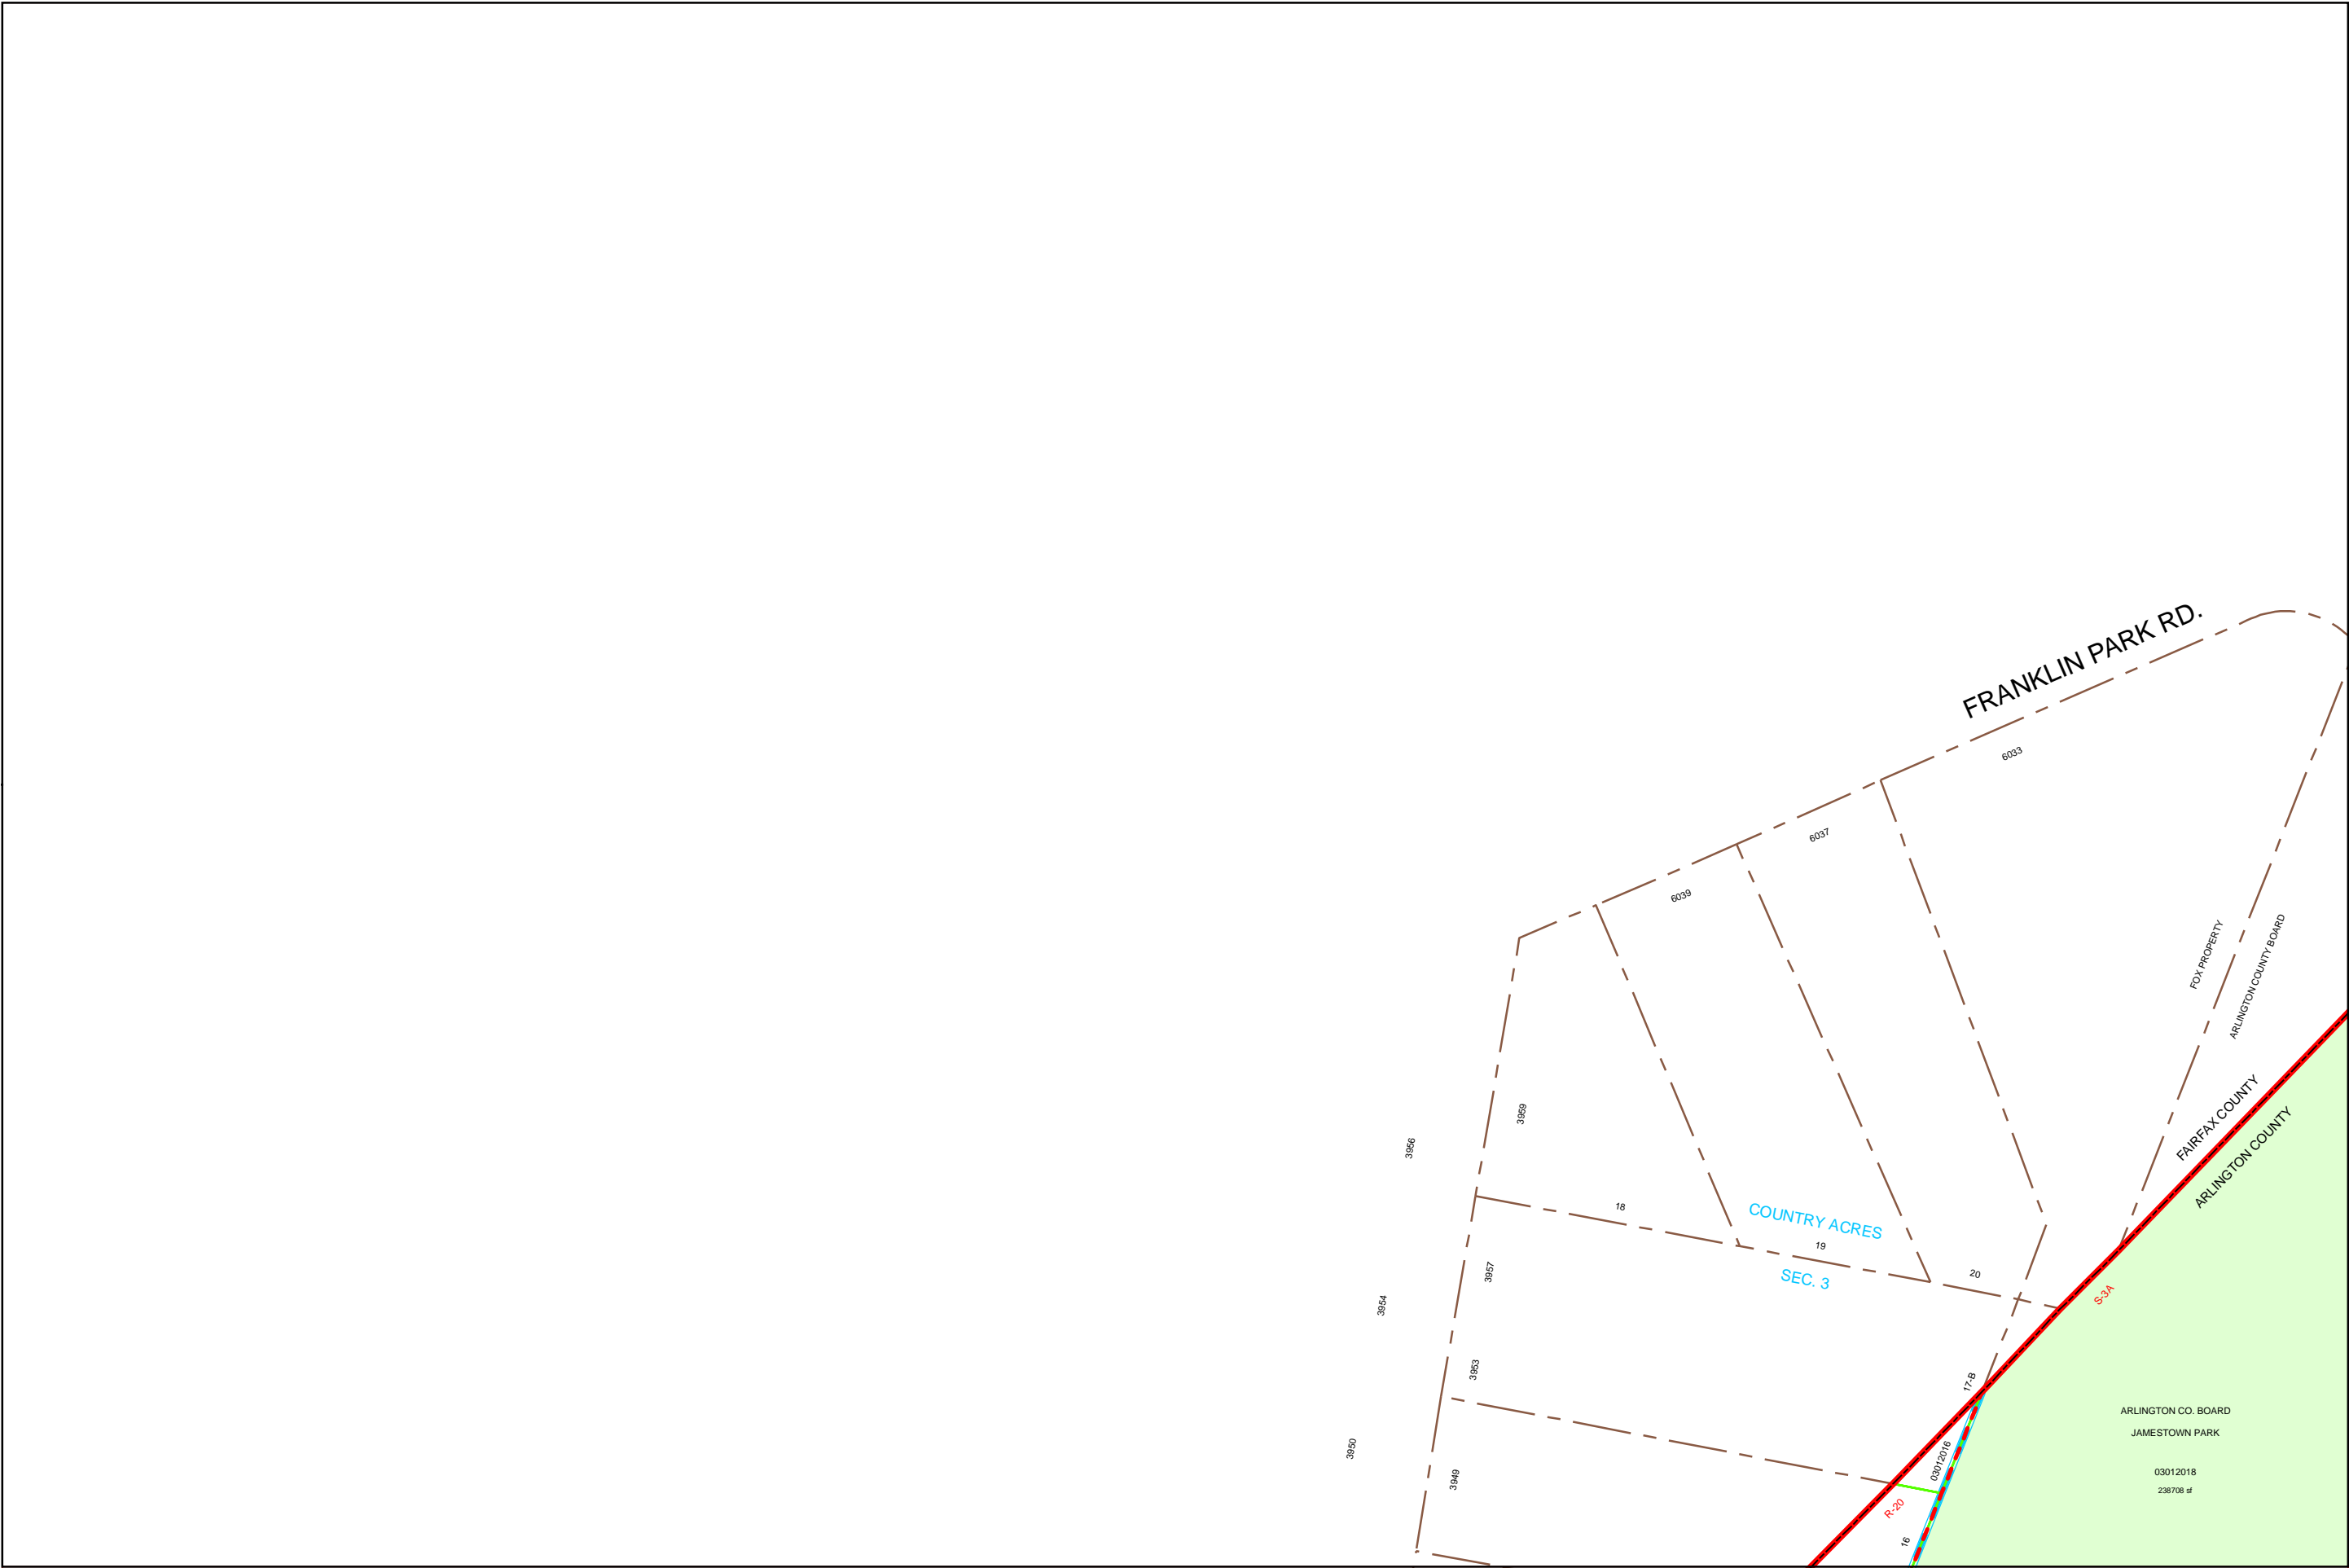 FRANKLIN PARK RD.
6033
6037
6039
FOX PROPERTY
ARLINGTON COUNTY BOARD
FAIRFAX COUNTY
ARLINGTON COUNTY
3959
3956
18
COUNTRY ACRES
19
SEC. 3
20
S-3A
3957
3954
3953
17-B
3950
3949
03012016
R-20
16
ARLINGTON CO. BOARD
JAMESTOWN PARK
03012018
238708 sf